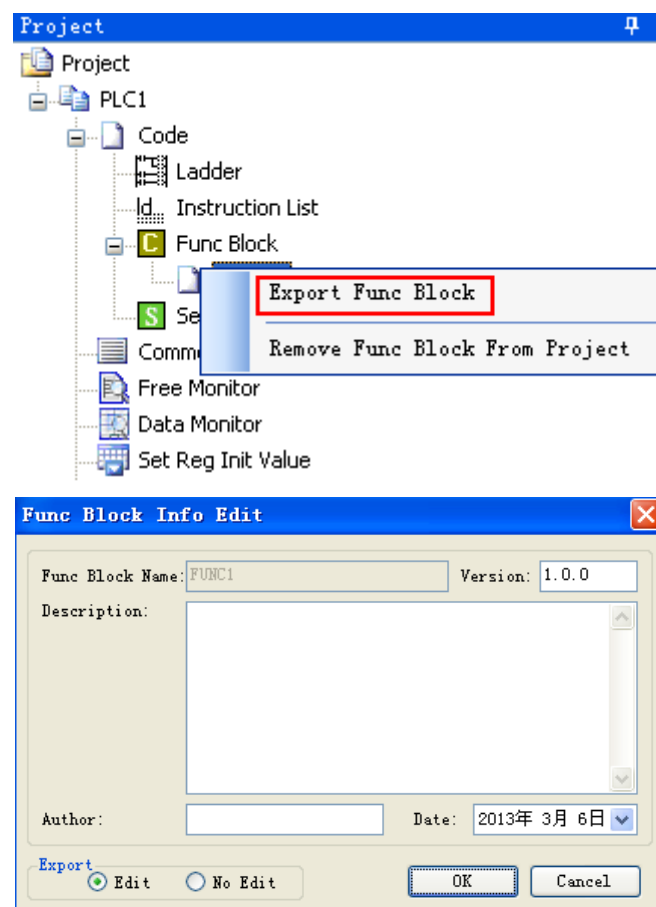 Project
Project
PLC1
Code
Ladder
Instruction List
Func Block
Export Func Block
Remove Func Block From Project
Free Monitor
Data Monitor
Set Reg Init Value
Func Block Info Edit
Func Block Name: FUNC1 Version: 1.0.0
Description:
Author: Date: 2013年 3月 6日
Export
Edit No Edit OK Cancel